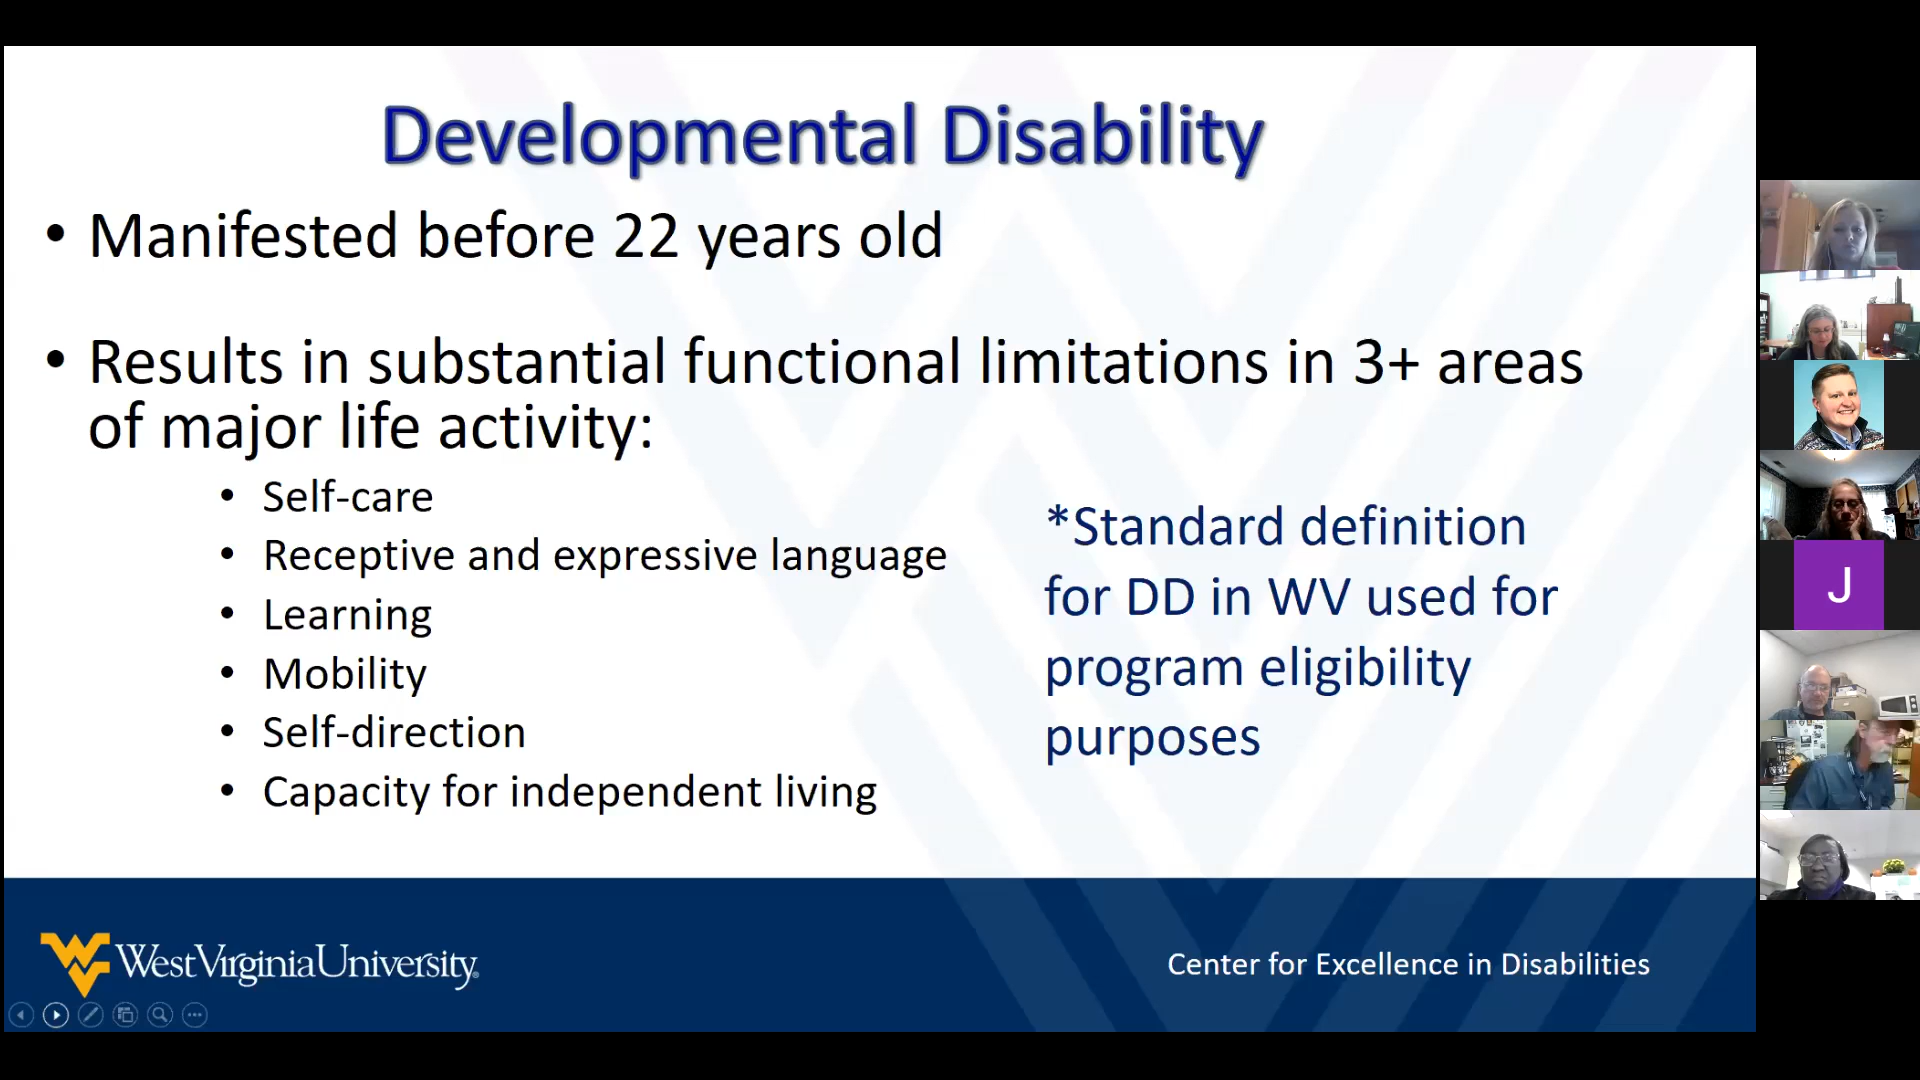 Developmental Disability
• Manifested before 22 years old
• Results in substantial functional limitations in 3+ areas
of major life activity:
• Self-care
• Receptive and expressive language
• Learning
• Mobility
• Self-direction
• Capacity for independent living
*Standard definition
for DD in WV used for
program eligibility
purposes
J
WV WestVirginiaUniversity®
Center for Excellence in Disabilities